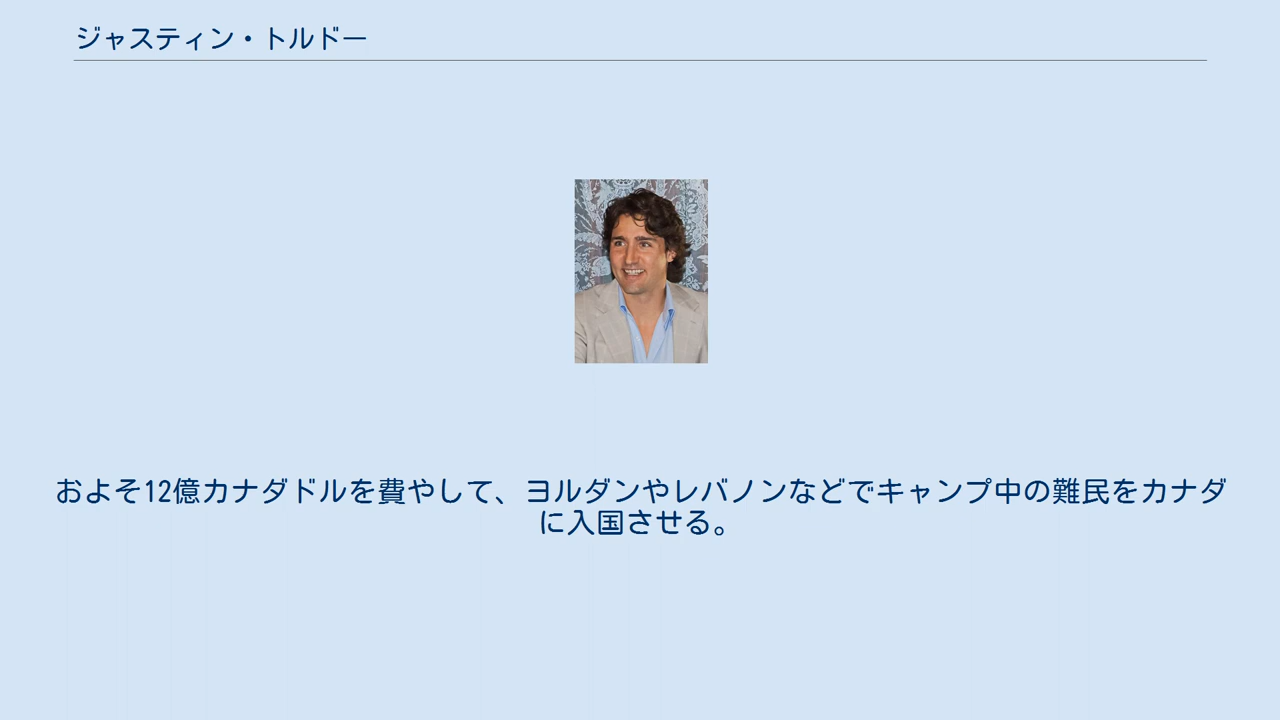 ジャスティン・トルドー
およそ12億カナダドルを費やして、ヨルダンやレバノンなどでキャンプ中の難民をカナダ
に入国させる。